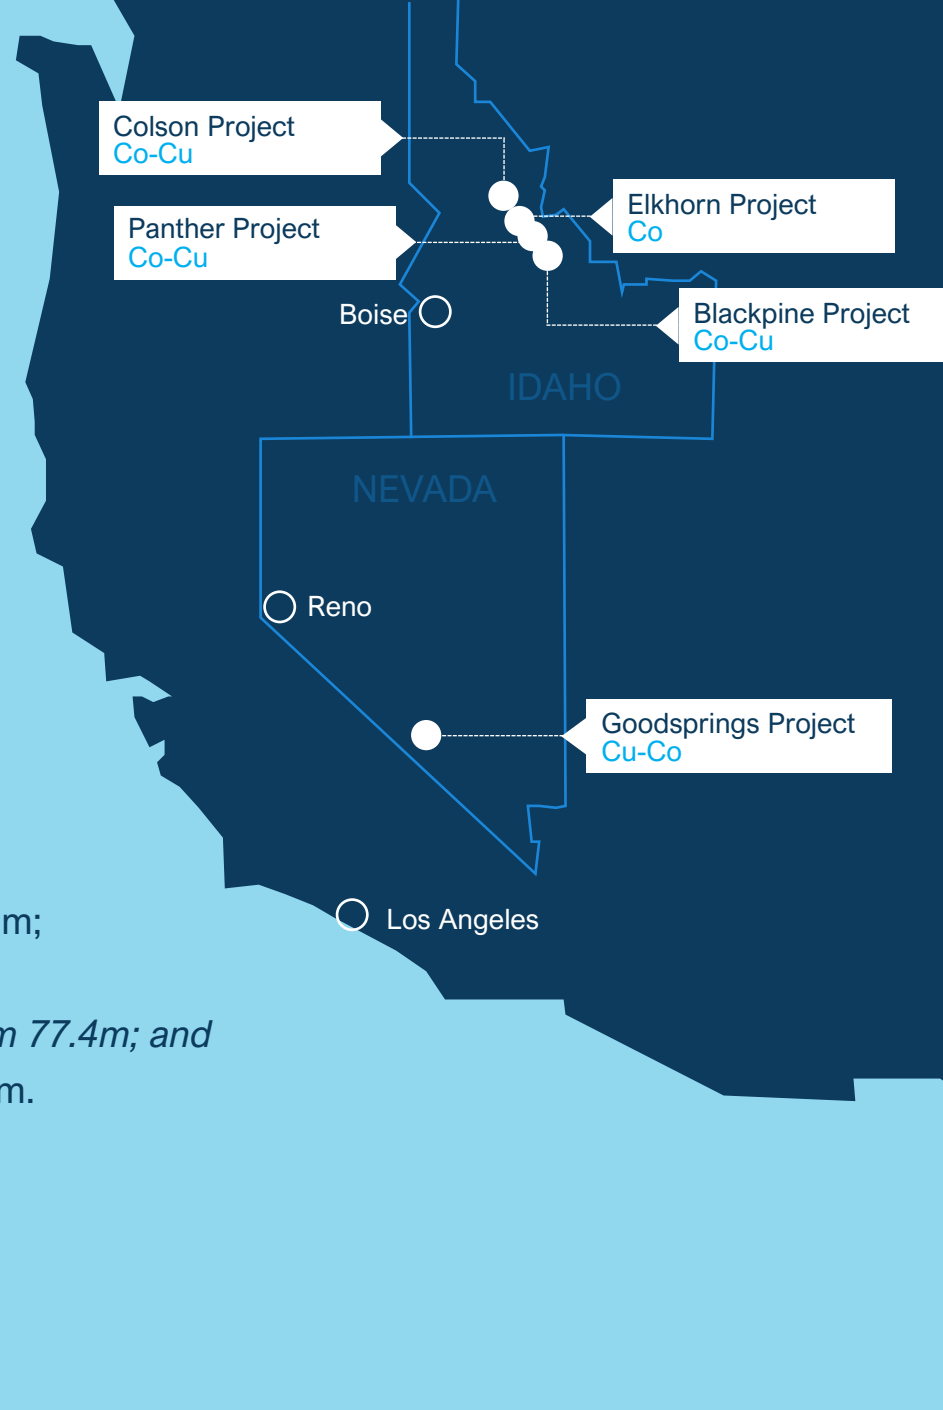 Colson Project
Co-Cu
Panther Project
Co-Cu
Elkhorn Project
Co
Blackpine Project
Co-Cu
Boise
IDAHO
NEVADA
Reno
Goodsprings Project
Cu-Co
Los Angeles
m;
m 77.4m; and
m.